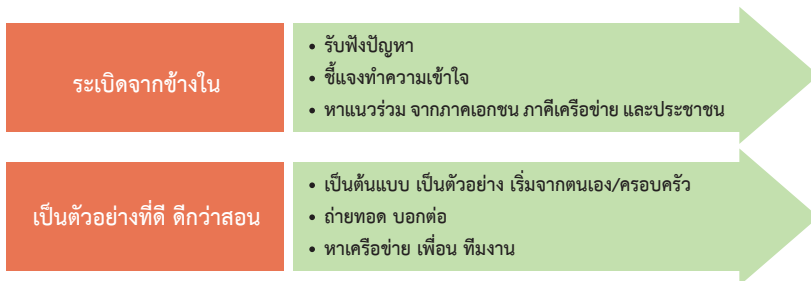 ระเบิดจากข้างใน
• รับฟังปัญหา
• ชี้แจงทำความเข้าใจ
• หาแนวร่วม จากภาคเอกชน ภาคีเครือข่าย และประชาชน
เป็นตัวอย่างที่ดี ดีกว่าสอน
• เป็นต้นแบบ เป็นตัวอย่าง เริ่มจากตนเอง/ครอบครัว
• ถ่ายทอด บอกต่อ
• หาเครือข่าย เพื่อน ทีมงาน